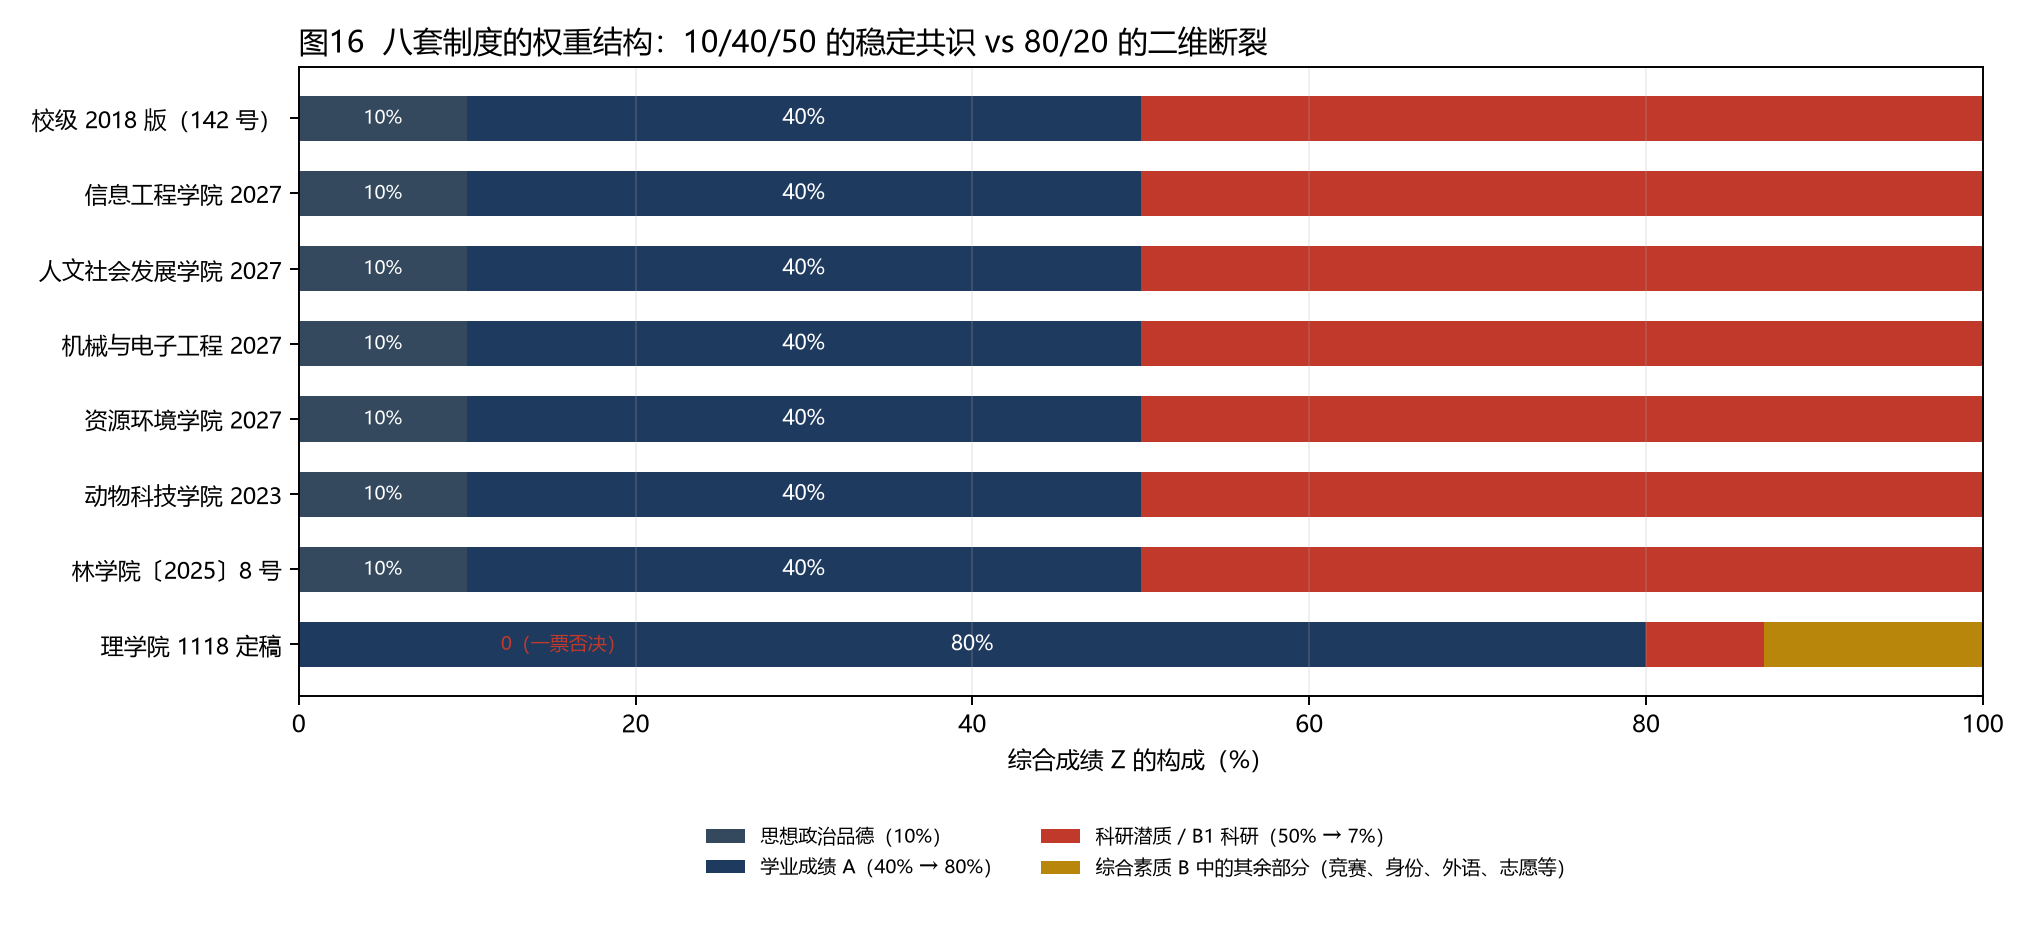 图16  八套制度的权重结构：10/40/50 的稳定共识 vs 80/20 的二维断裂
校级 2018 版（142 号） 10% 40%
信息工程学院 2027 10% 40%
人文社会发展学院 2027 10% 40%
机械与电子工程 2027 10% 40%
资源环境学院 2027 10% 40%
动物科技学院 2023 10% 40%
林学院〔2025〕8 号 10% 40%
理学院 1118 定稿 0（一票否决） 80%
0 20 40 60 80 100
综合成绩 Z 的构成（%）
思想政治品德（10%）
学业成绩 A（40% → 80%）
科研潜质 / B1 科研（50% → 7%）
综合素质 B 中的其余部分（竞赛、身份、外语、志愿等）